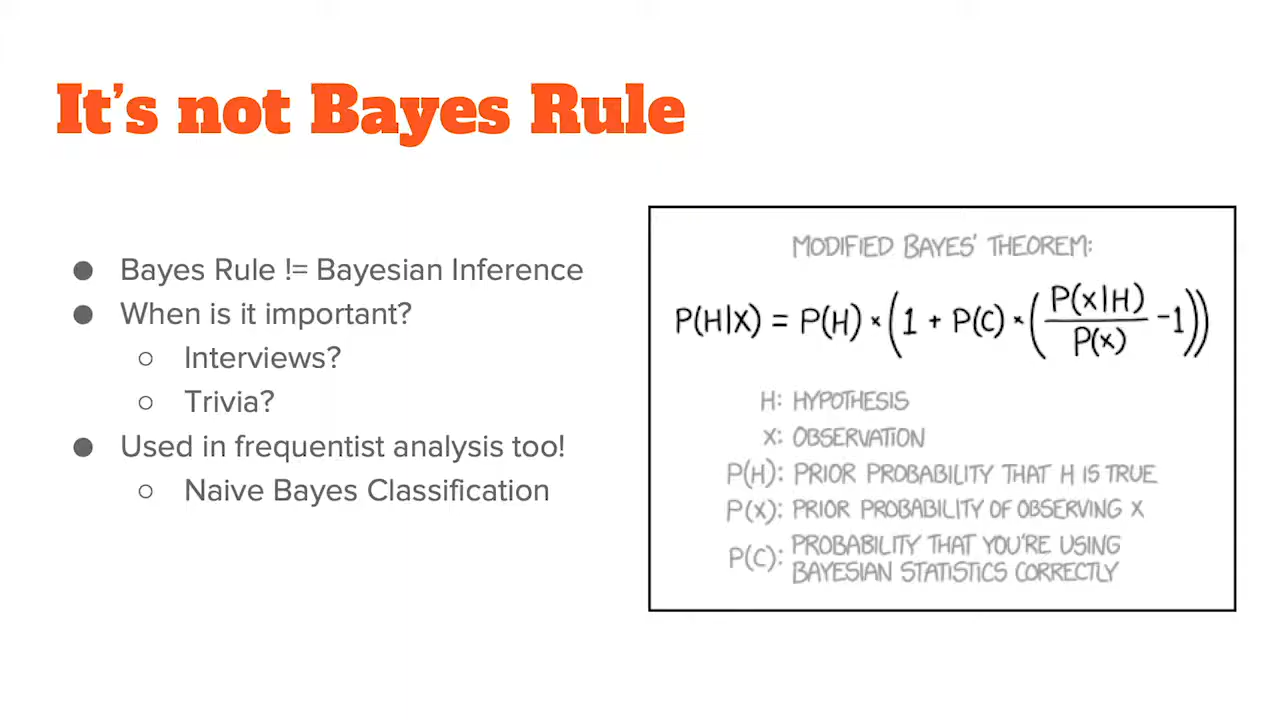 It's not Bayes Rule
● Bayes Rule != Bayesian Inference
● When is it important?
○ Interviews?
○ Trivia?
● Used in frequentist analysis too!
○ Naive Bayes Classification
MODIFIED BAYES' THEOREM:
P(H|X) = P(H) × (1 + P(C) × (P(X|H)/P(X) - 1))
H: HYPOTHESIS
X: OBSERVATION
P(H): PRIOR PROBABILITY THAT H IS TRUE
P(X): PRIOR PROBABILITY OF OBSERVING X
P(C): PROBABILITY THAT YOU'RE USING
BAYESIAN STATISTICS CORRECTLY